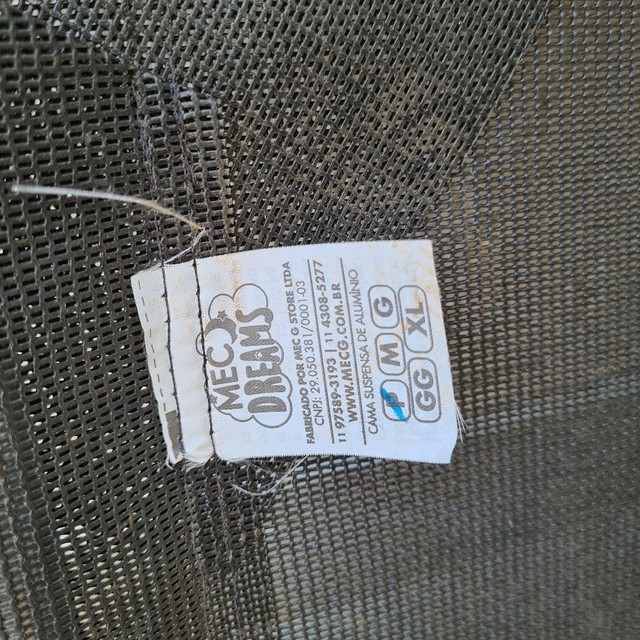 MEC
DREAMS
FABRICADO POR MEC G STORE LTDA
CNPJ: 29.050.381/0001-03
11 97589-3193 | 11 4308-5277
WWW.MECG.COM.BR
CAMA SUSPENSA DE ALUMÍNIO
P M G
GG XL